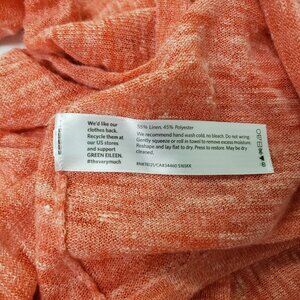 We'd like our
clothes back.
Recycle them at
our US stores
and support
GREEN EILEEN.
#theverymuch
55% Linen, 45% Polyester
We recommend hand wash cold, no bleach. Do not wring.
Gently squeeze or roll in towel to remove excess moisture.
Reshape and lay flat to dry. Press to restore. May be dry
cleaned.